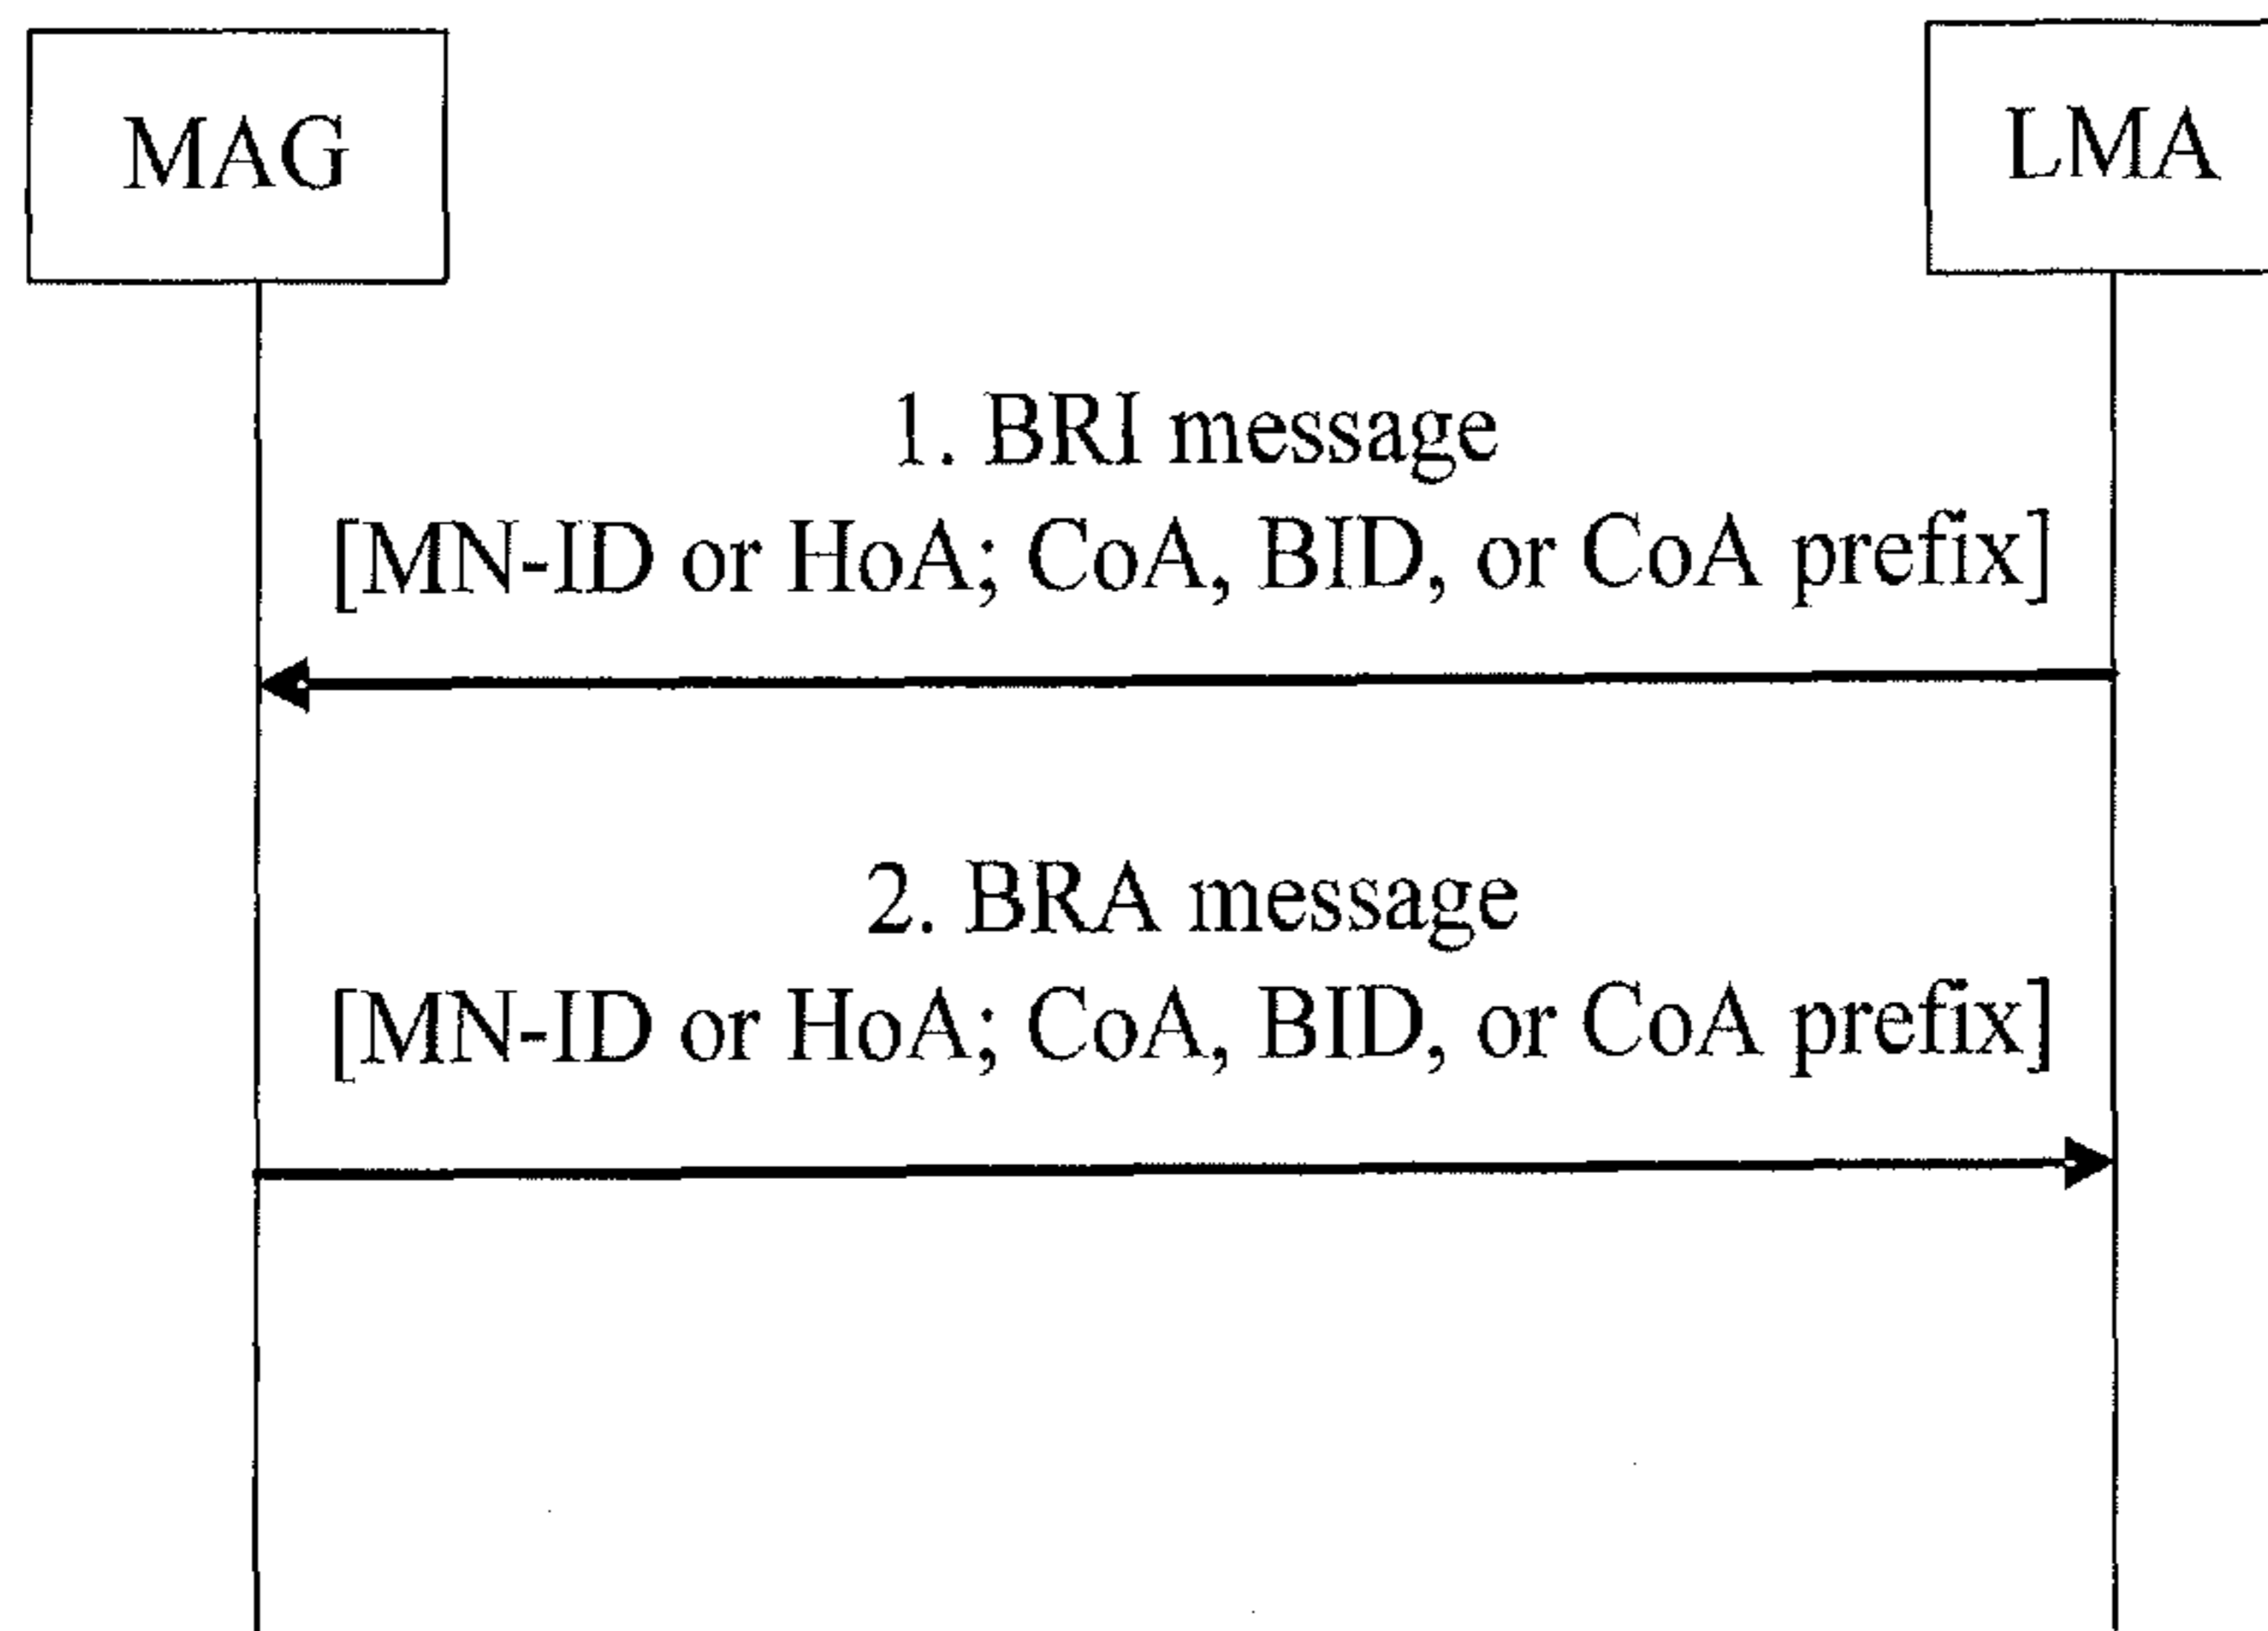 MAG
LMA
1. BRI message
[MN-ID or HoA; CoA, BID, or CoA prefix]
2. BRA message
[MN-ID or HoA; CoA, BID, or CoA prefix]